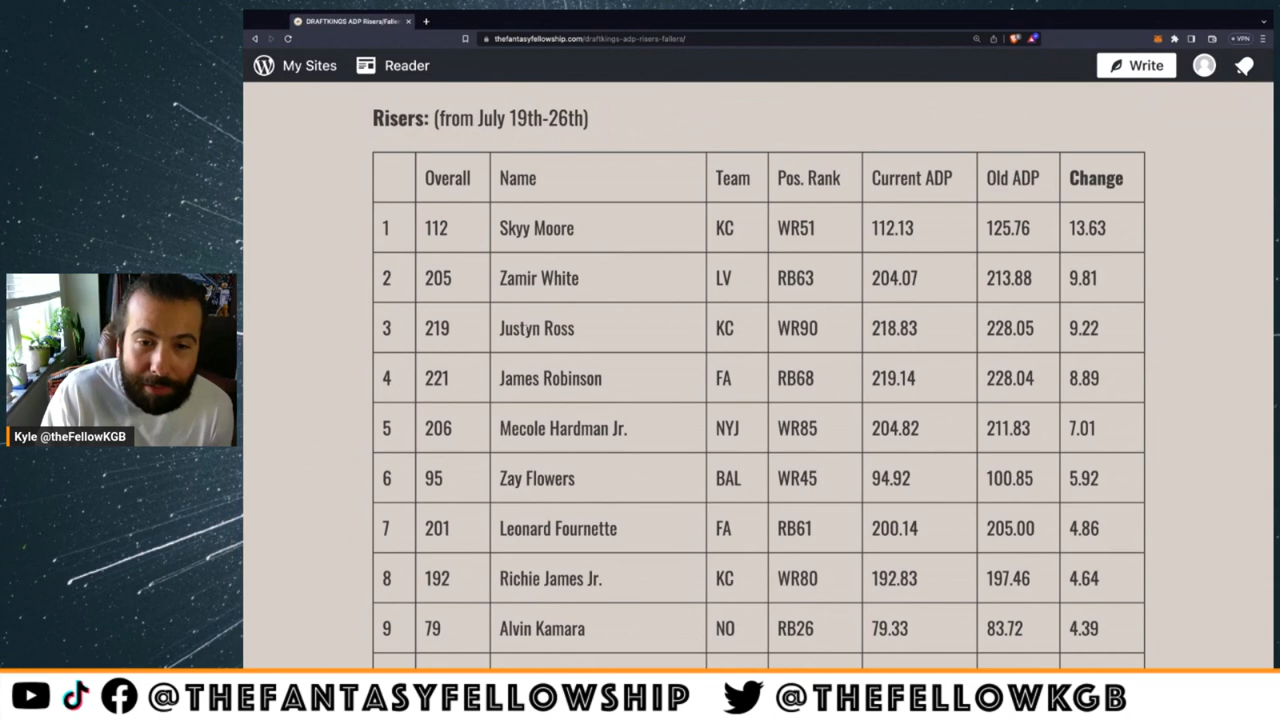 DRAFTKINGS ADP Risers/Faller
thefantasyfellowship.com/draftkings-adp-risers-fallers/
VPN
My Sites
Reader
Write
Risers: (from July 19th-26th)
Overall Name Team Pos. Rank Current ADP Old ADP Change
1 112 Skyy Moore KC WR51 112.13 125.76 13.63
2 205 Zamir White LV RB63 204.07 213.88 9.81
3 219 Justyn Ross KC WR90 218.83 228.05 9.22
4 221 James Robinson FA RB68 219.14 228.04 8.89
5 206 Mecole Hardman Jr. NYJ WR85 204.82 211.83 7.01
6 95 Zay Flowers BAL WR45 94.92 100.85 5.92
7 201 Leonard Fournette FA RB61 200.14 205.00 4.86
8 192 Richie James Jr. KC WR80 192.83 197.46 4.64
9 79 Alvin Kamara NO RB26 79.33 83.72 4.39
Kyle @theFellowKGB
@THEFANTASYFELLOWSHIP @THEFELLOWKGB